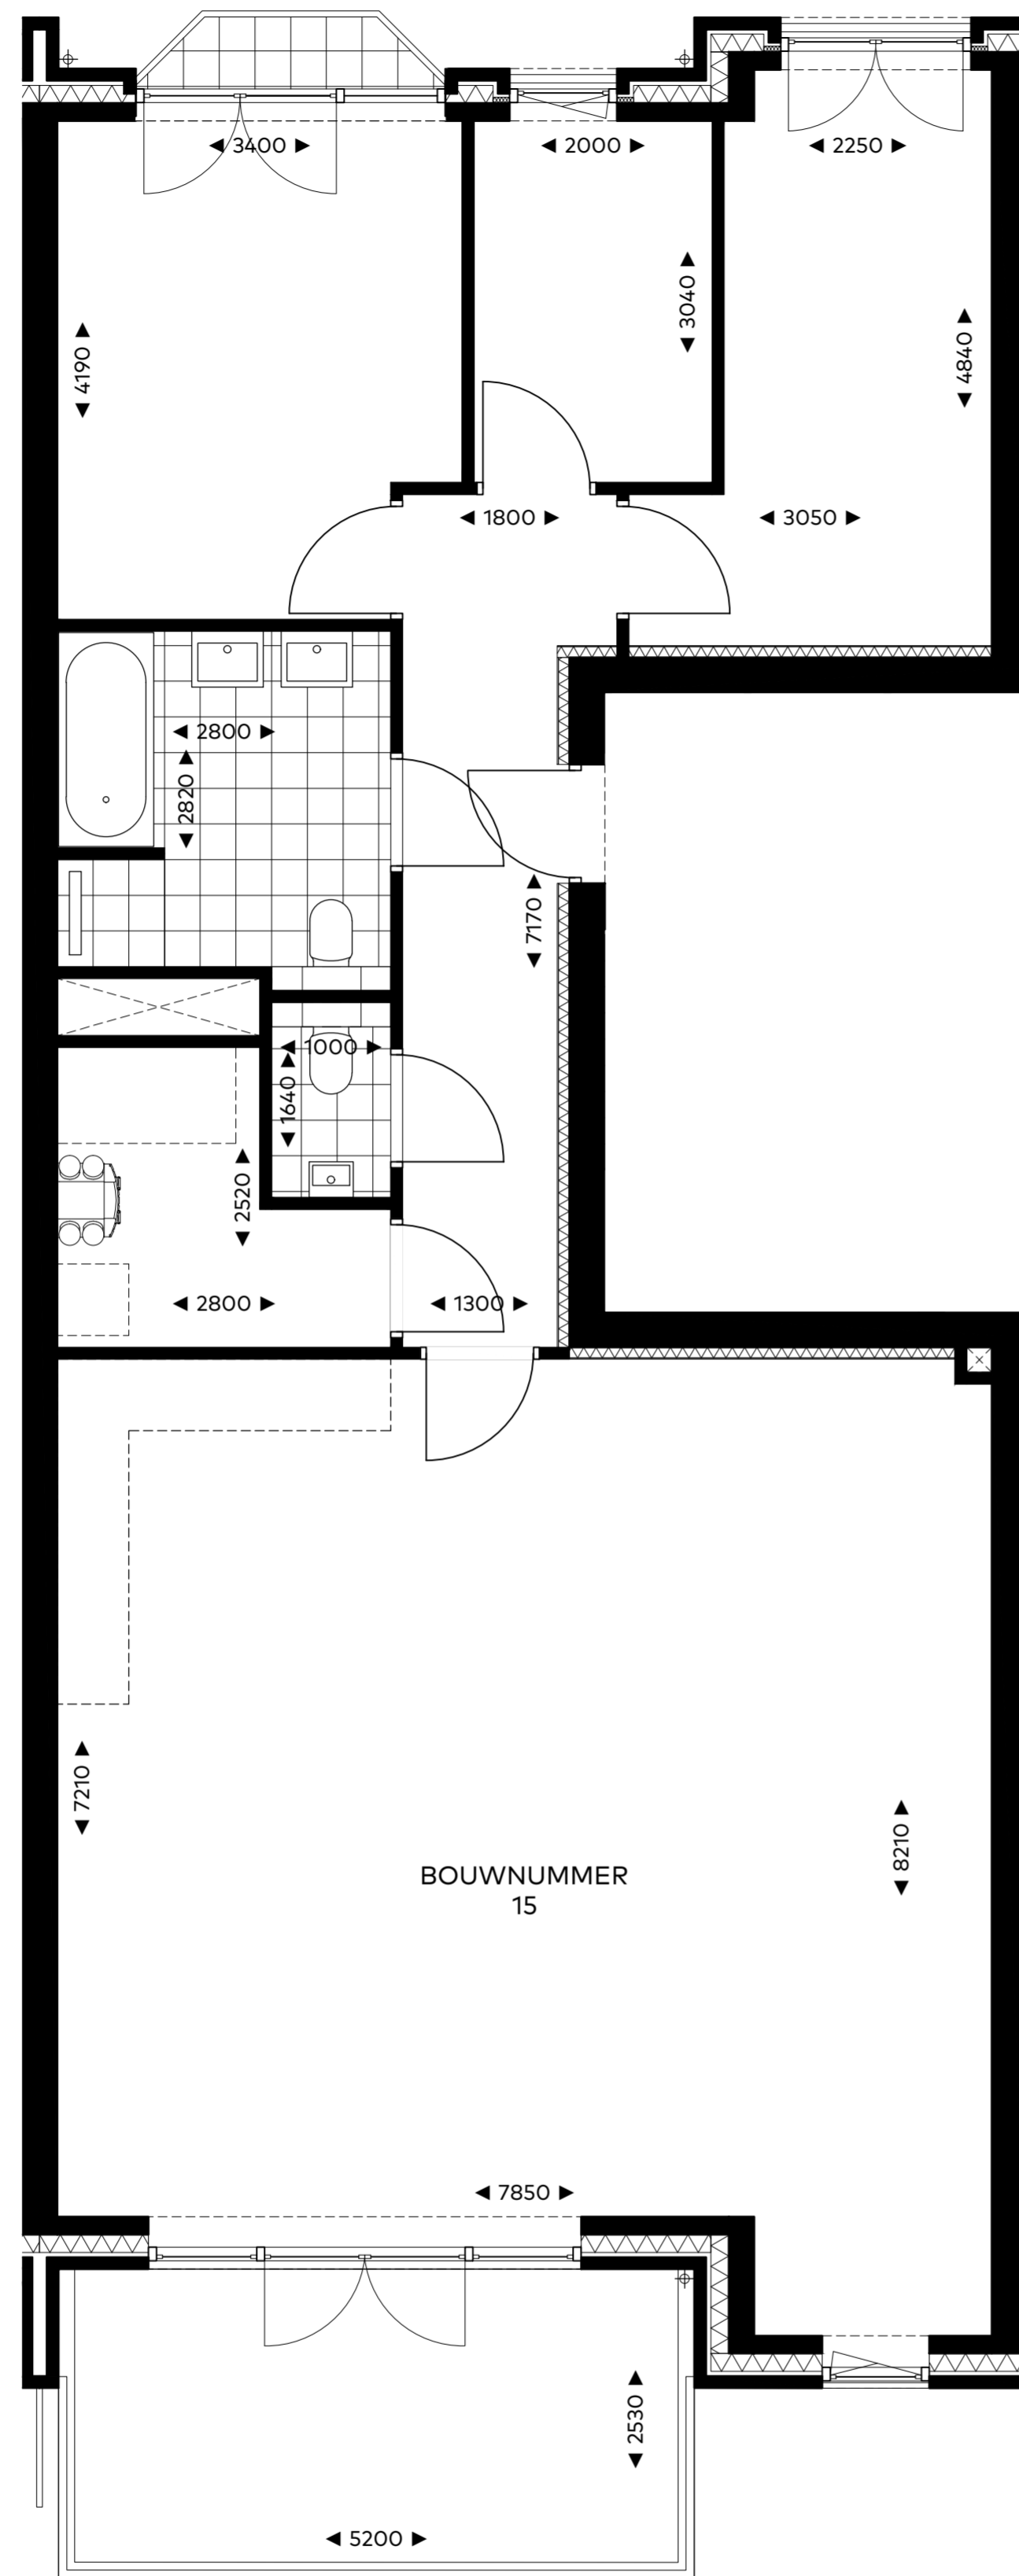 ◄ 3400 ►
◄ 2000 ►
◄ 2250 ►
◄ 3040 ►
◄ 4190 ►
◄ 4840 ►
◄ 1800 ►
◄ 3050 ►
◄ 2800 ►
◄ 2820 ►
◄ 7170 ►
◄ 1000 ►
◄ 1640 ►
◄ 2520 ►
◄ 2800 ►
◄ 1300 ►
◄ 7210 ►
◄ 8210 ►
BOUWNUMMER
15
◄ 7850 ►
◄ 2530 ►
◄ 5200 ►